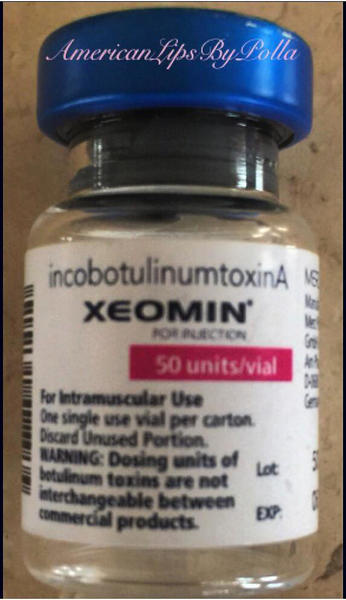 AmericanLipsByPolla
incobotulinumtoxinA
XEOMIN®
FOR INJECTION
50 units/vial
For Intramuscular Use
One single use vial per carton.
Discard Unused Portion.
WARNING: Dosing units of
botulinum toxins are not
interchangeable between
commercial products.
Lot
EXP: